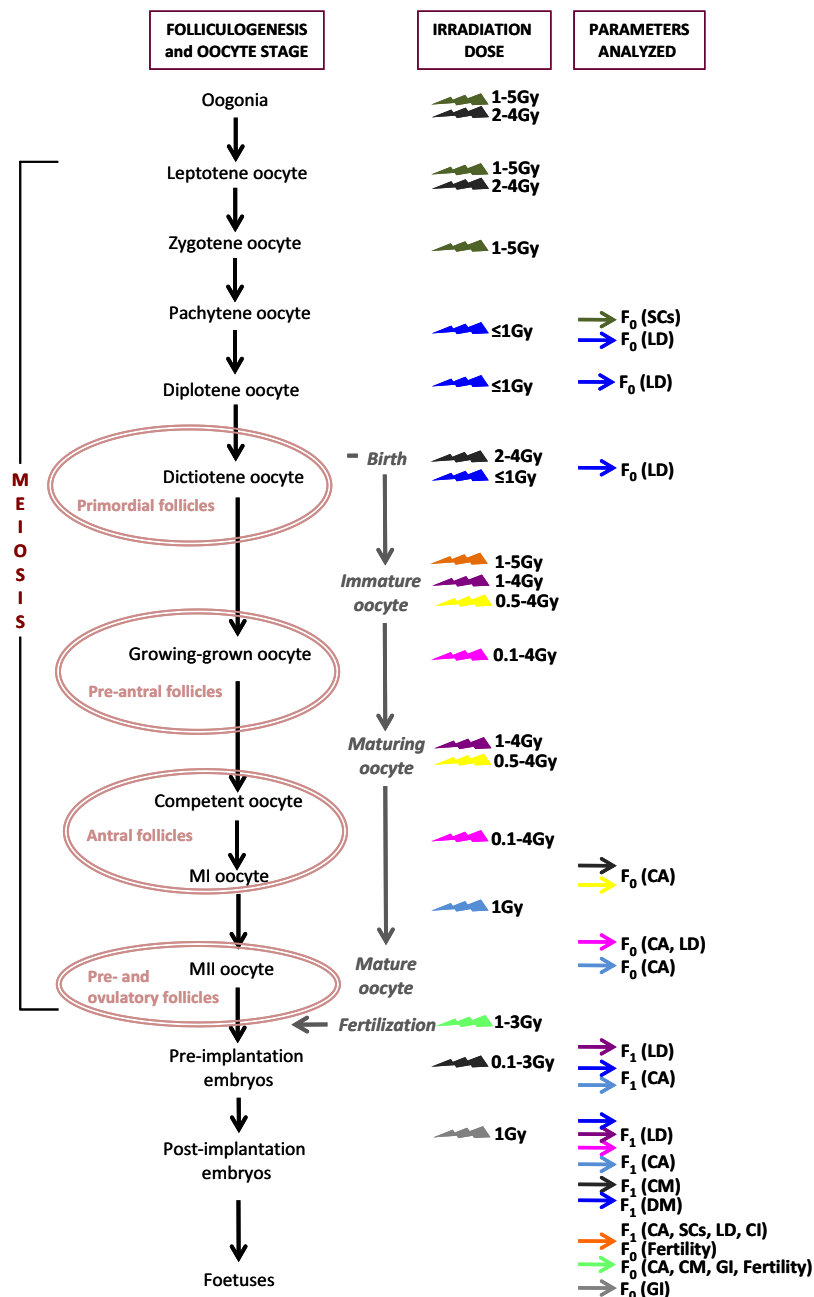 FOLLICULOGENESIS
and OOCYTE STAGE
IRRADIATION
DOSE
PARAMETERS
ANALYZED
Oogonia
1-5Gy
2-4Gy
Leptotene oocyte
1-5Gy
2-4Gy
Zygotene oocyte
1-5Gy
Pachytene oocyte
≤1Gy
F0 (SCs)
F0 (LD)
Diplotene oocyte
≤1Gy
F0 (LD)
MEIOSIS
Dictiotene oocyte
Primordial follicles
Birth
2-4Gy
≤1Gy
F0 (LD)
Immature
oocyte
1-5Gy
1-4Gy
0.5-4Gy
Growing-grown oocyte
Pre-antral follicles
0.1-4Gy
Maturing
oocyte
1-4Gy
0.5-4Gy
Competent oocyte
Antral follicles
0.1-4Gy
MI oocyte
F0 (CA)
1Gy
F0 (CA, LD)
F0 (CA)
MII oocyte
Pre- and
ovulatory follicles
Mature
oocyte
Fertilization
1-3Gy
Pre-implantation
embryos
0.1-3Gy
F1 (LD)
F1 (CA)
Post-implantation
embryos
1Gy
F1 (LD)
F1 (CA)
F1 (CM)
F1 (DM)
F1 (CA, SCs, LD, CI)
F0 (Fertility)
F0 (CA, CM, GI, Fertility)
Foetuses
F0 (GI)